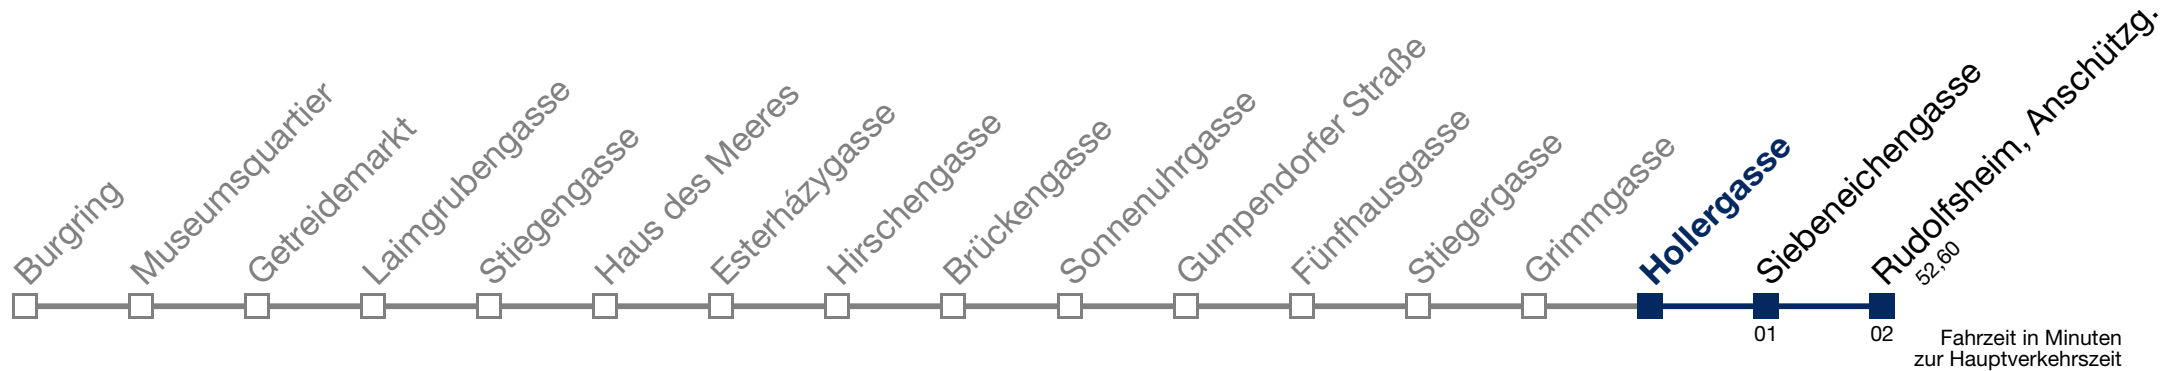 Burgring
Museumsquartier
Getreidemarkt
Laimgrubengasse
Stiegengasse
Haus des Meeres
Esterházygasse
Hirschengasse
Brückengasse
Sonnenuhrgasse
Gumpendorfer Straße
Fünfhausgasse
Stiegergasse
Grimmgasse
Hollergasse
Siebeneichengasse
Rudolfsheim, Anschützg.
52,60
01
02
Fahrzeit in Minuten
zur Hauptverkehrszeit